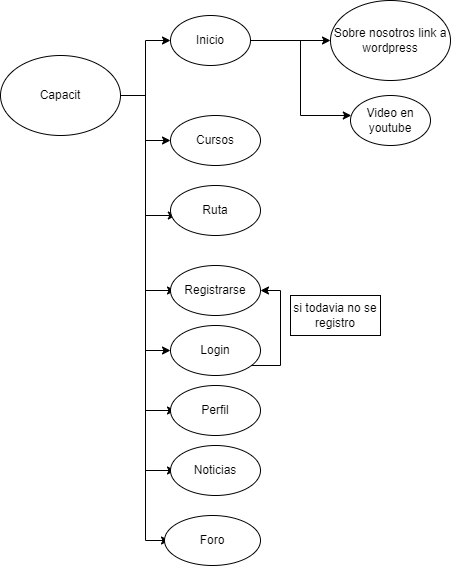 Capacit
Inicio
Sobre nosotros link a
wordpress
Video en
youtube
Cursos
Ruta
Registrarse
si todavia no se
registro
Login
Perfil
Noticias
Foro